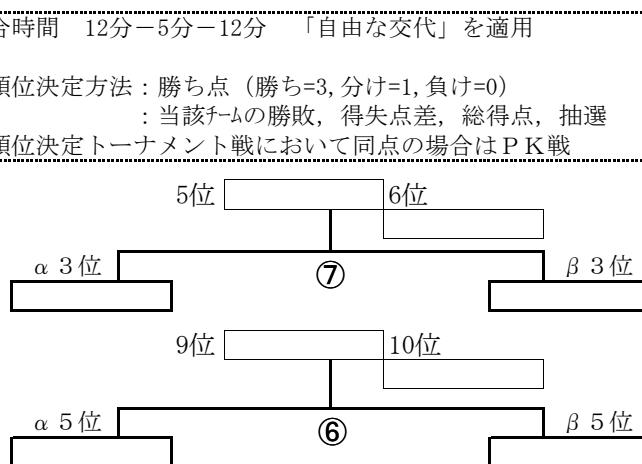 合時間　12分－5分－12分　「自由な交代」を適用
順位決定方法：勝ち点（勝ち=3,分け=1,負け=0）
：当該ﾁｰﾑの勝敗，得失点差，総得点，抽選
順位決定トーナメント戦において同点の場合はＰＫ戦
5位 6位
α３位 ⑦ β３位
9位 10位
α５位 ⑥ β５位